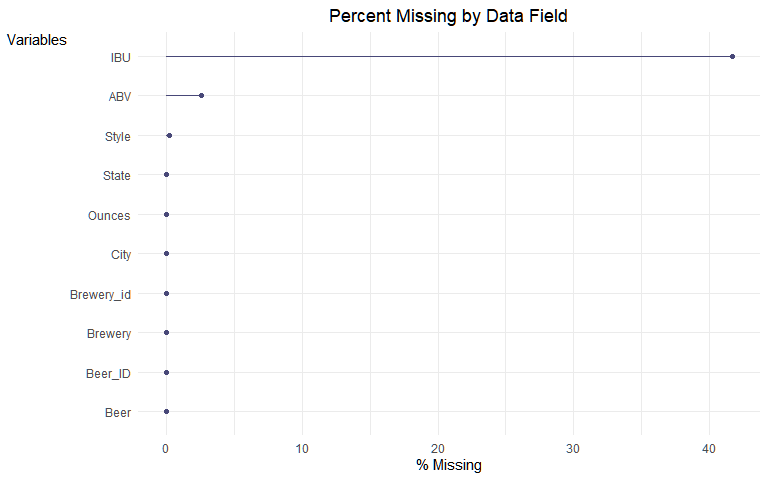 Percent Missing by Data Field
Variables
IBU
ABV
Style
State
Ounces
City
Brewery_id
Brewery
Beer_ID
Beer
0 10 20 30 40
% Missing